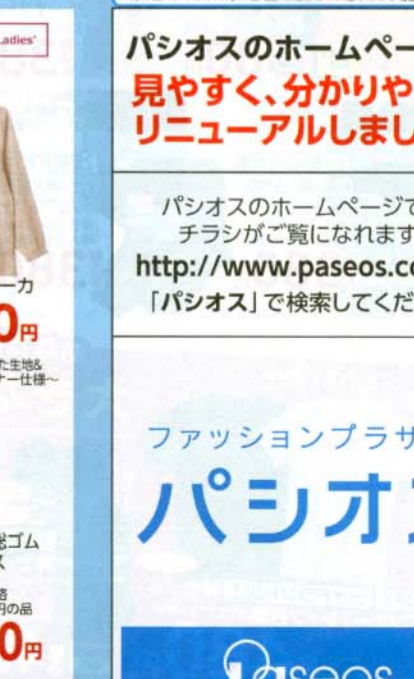 Ladies'
ーカ
0円
た生地&
ナー仕様～
総ゴム
ス
格
円の品
0円
パシオスのホームペー
見やすく、分かりや
リニューアルしまし
パシオスのホームページで
チラシがご覧になれます
http://www.paseos.co
「パシオス」で検索してくだ
ファッションプラザ
パシオス
Paseos